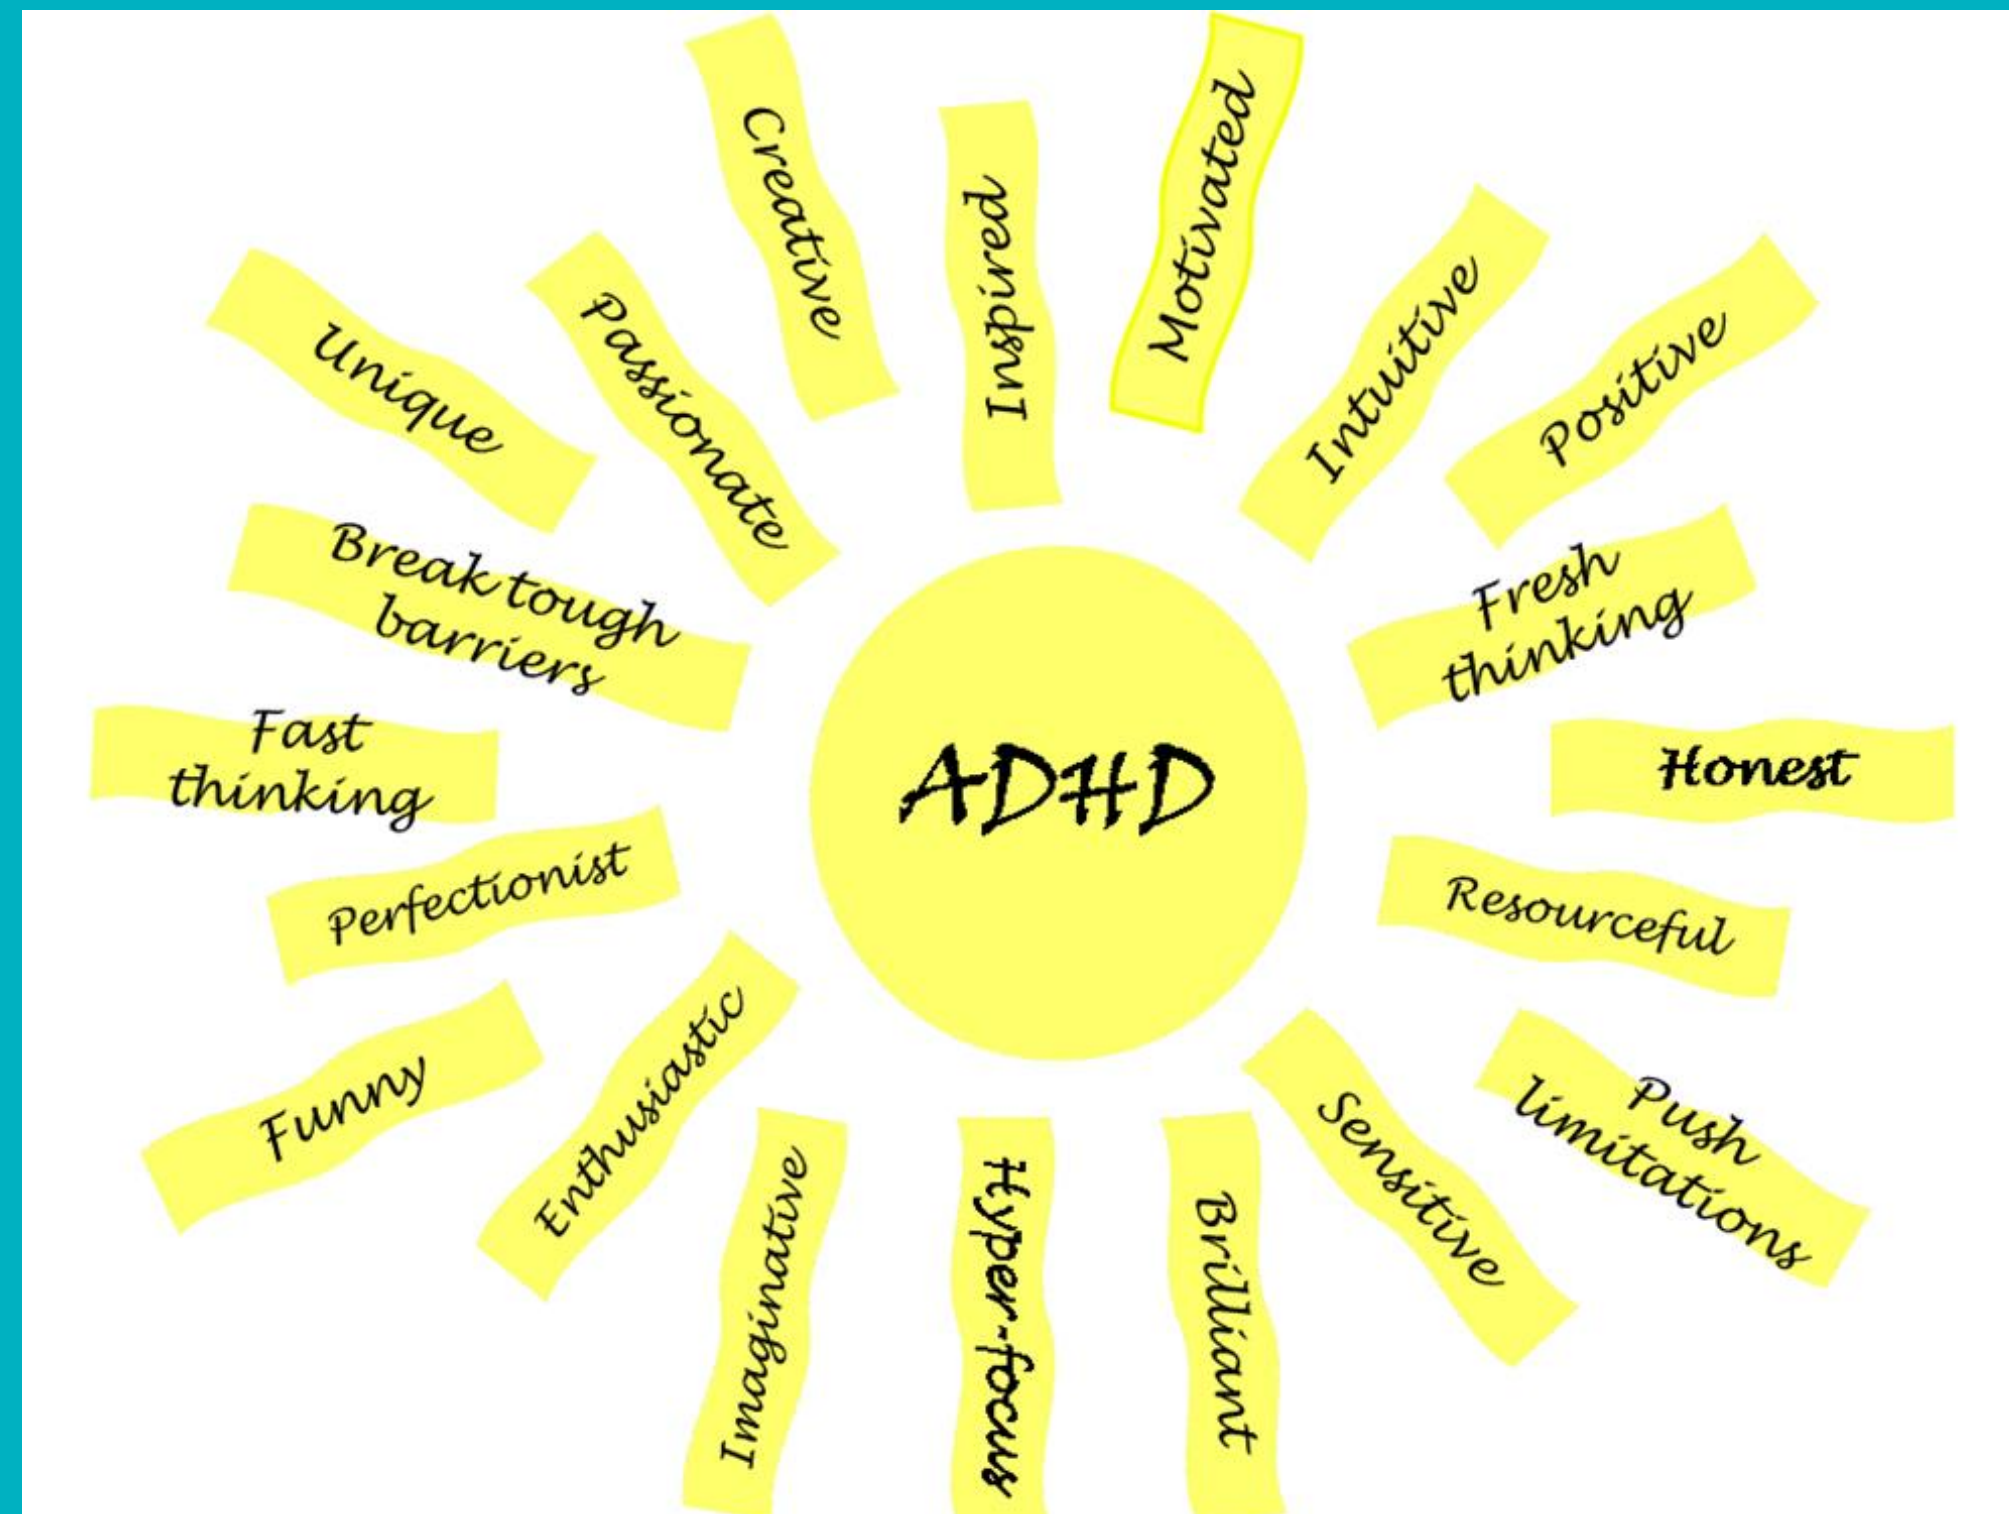 Creative
Inspired
Motivated
Intuitive
Positive
Unique
Passionate
Break tough
barriers
Fresh
thinking
Fast
thinking
ADHD
Honest
Perfectionist
Resourceful
Funny
Enthusiastic
Imaginative
Hyper-focus
Brilliant
Sensitive
Push
limitations